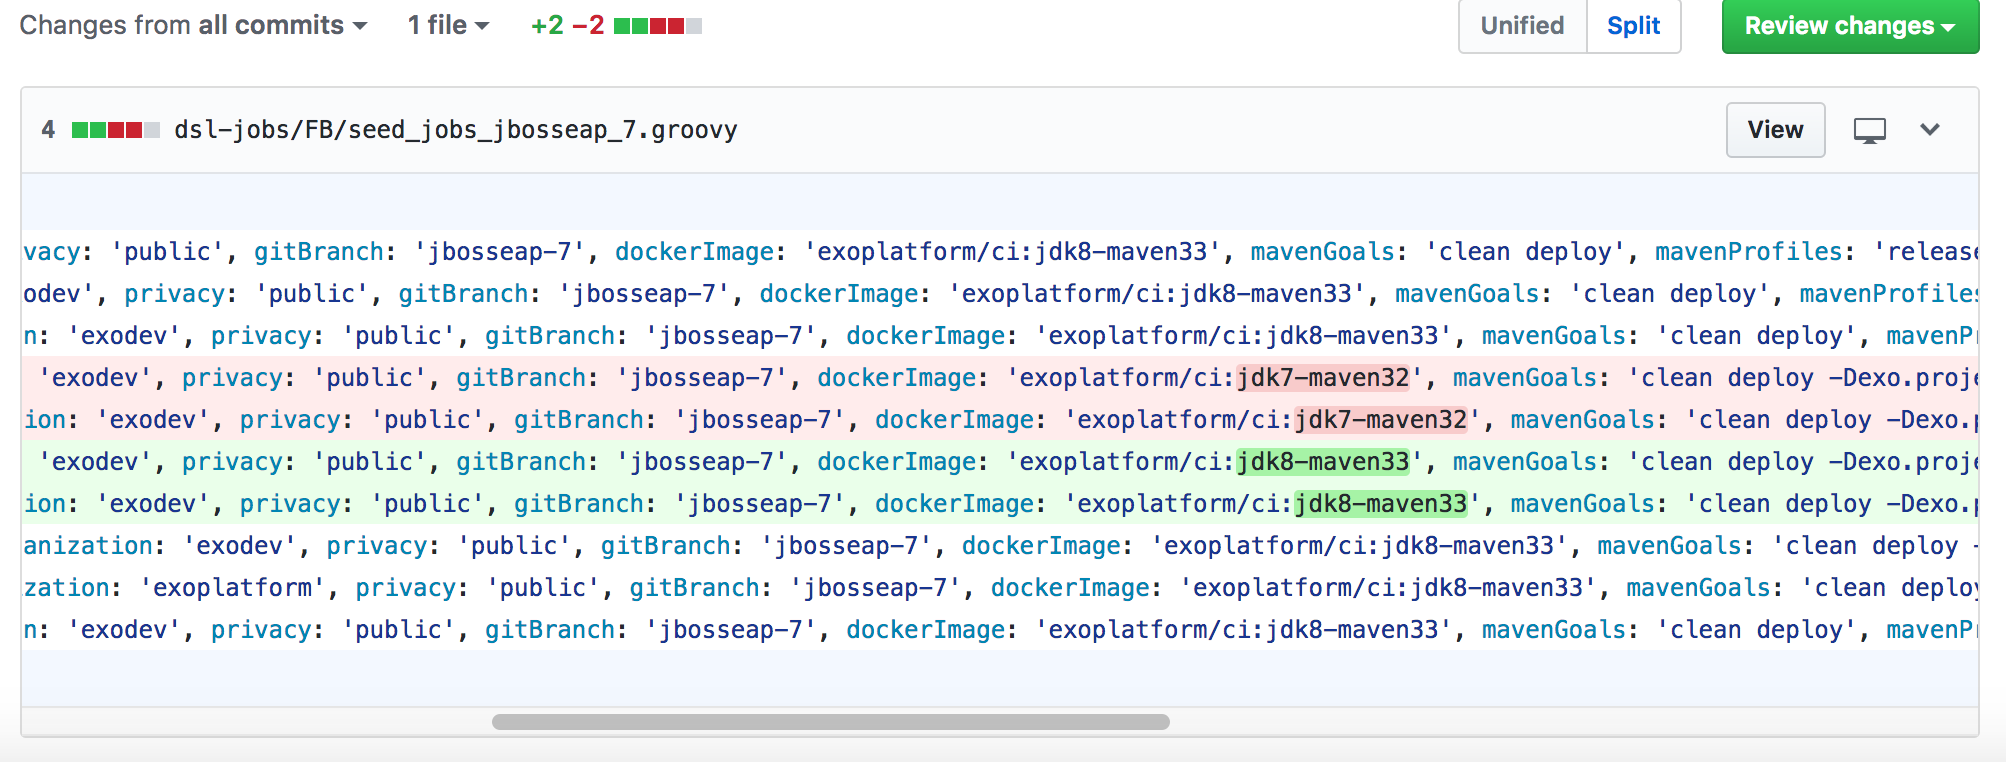 Changes from all commits 1 file +2 −2 Unified Split Review changes
4 dsl-jobs/FB/seed_jobs_jbosseap_7.groovy View
vacy: 'public', gitBranch: 'jbosseap-7', dockerImage: 'exoplatform/ci:jdk8-maven33', mavenGoals: 'clean deploy', mavenProfiles: 'release
odev', privacy: 'public', gitBranch: 'jbosseap-7', dockerImage: 'exoplatform/ci:jdk8-maven33', mavenGoals: 'clean deploy', mavenProfiles
n: 'exodev', privacy: 'public', gitBranch: 'jbosseap-7', dockerImage: 'exoplatform/ci:jdk8-maven33', mavenGoals: 'clean deploy', mavenP
'exodev', privacy: 'public', gitBranch: 'jbosseap-7', dockerImage: 'exoplatform/ci:jdk7-maven32', mavenGoals: 'clean deploy -Dexo.proje
ion: 'exodev', privacy: 'public', gitBranch: 'jbosseap-7', dockerImage: 'exoplatform/ci:jdk7-maven32', mavenGoals: 'clean deploy -Dexo.p
'exodev', privacy: 'public', gitBranch: 'jbosseap-7', dockerImage: 'exoplatform/ci:jdk8-maven33', mavenGoals: 'clean deploy -Dexo.proje
ion: 'exodev', privacy: 'public', gitBranch: 'jbosseap-7', dockerImage: 'exoplatform/ci:jdk8-maven33', mavenGoals: 'clean deploy -Dexo.p
anization: 'exodev', privacy: 'public', gitBranch: 'jbosseap-7', dockerImage: 'exoplatform/ci:jdk8-maven33', mavenGoals: 'clean deploy -
zation: 'exoplatform', privacy: 'public', gitBranch: 'jbosseap-7', dockerImage: 'exoplatform/ci:jdk8-maven33', mavenGoals: 'clean deploy
n: 'exodev', privacy: 'public', gitBranch: 'jbosseap-7', dockerImage: 'exoplatform/ci:jdk8-maven33', mavenGoals: 'clean deploy', mavenP